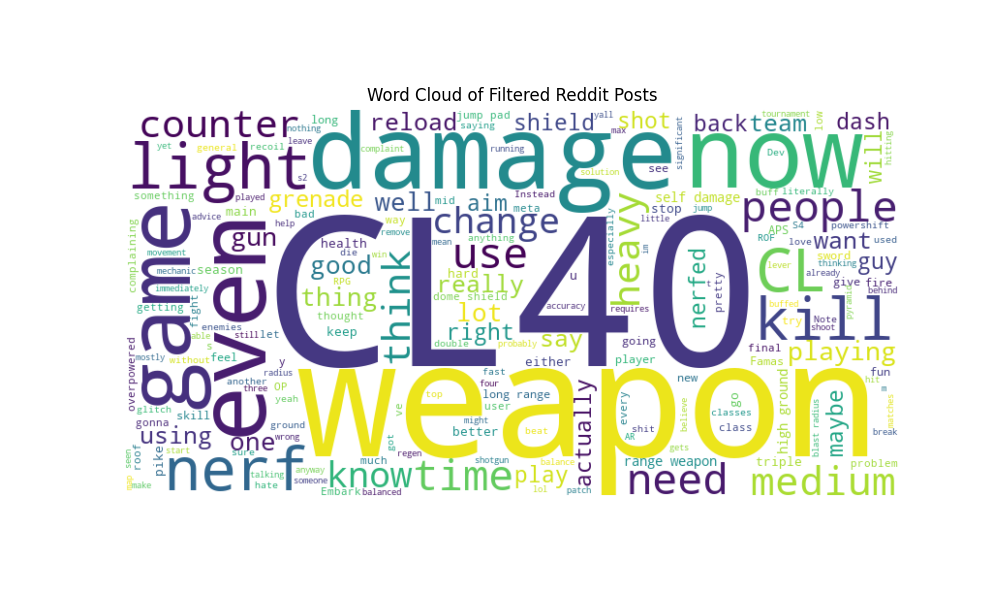 Word Cloud of Filtered Reddit Posts
counter
nothing
long
damage
reload
jump pad
saying
shield
yall
max
shot
significant
back
team
tournament
low
dash
now
Dev
will
hitting
yet
general
recoil
leave
complaint
running
solution
see
light
s2
something
played
grenade
well
mid
aim
Instead
meta
self damage
stop
buff
literally
people
game
advice
main
bad
way
change
anything
especially
heavy
little
jump
S4
powershift
even
help
remove
mean
im
APS
ROF
love
want
used
complaining
movement
gun
health
die
win
use
u
nerfed
t
pretty
CL
sword
thinking
already
guy
CL40
mechanic
season
good
RPG
think
hard
really
accuracy
requires
lever
give
fire
behind
immediately
getting
thing
thought
dome shield
lot
buffed
try
Note
shoot
kill
pyramid
fight
enemies
able
still
let
keep
double
right
probably
say
going
final
overpowered
mostly
without
s
feel
y
radius
either
player
Famas
playing
fun
weapon
another
three
OP
yeah
fast
four
top
long range
new
go
hit
m
matches
glitch
skill
gonna
ground
ve
user
might
better
beat
actually
every
shit
AR
believe
classes
class
high ground
maybe
break
using
one
wrong
sure
got
gets
blast radius
seen
roof
pike
start
nerf
talking
hate
anyway
someone
much
regen
shotgun
balance
range weapon
triple
problem
map
make
know
time
play
lol
patch
need
medium
Embark
balanced